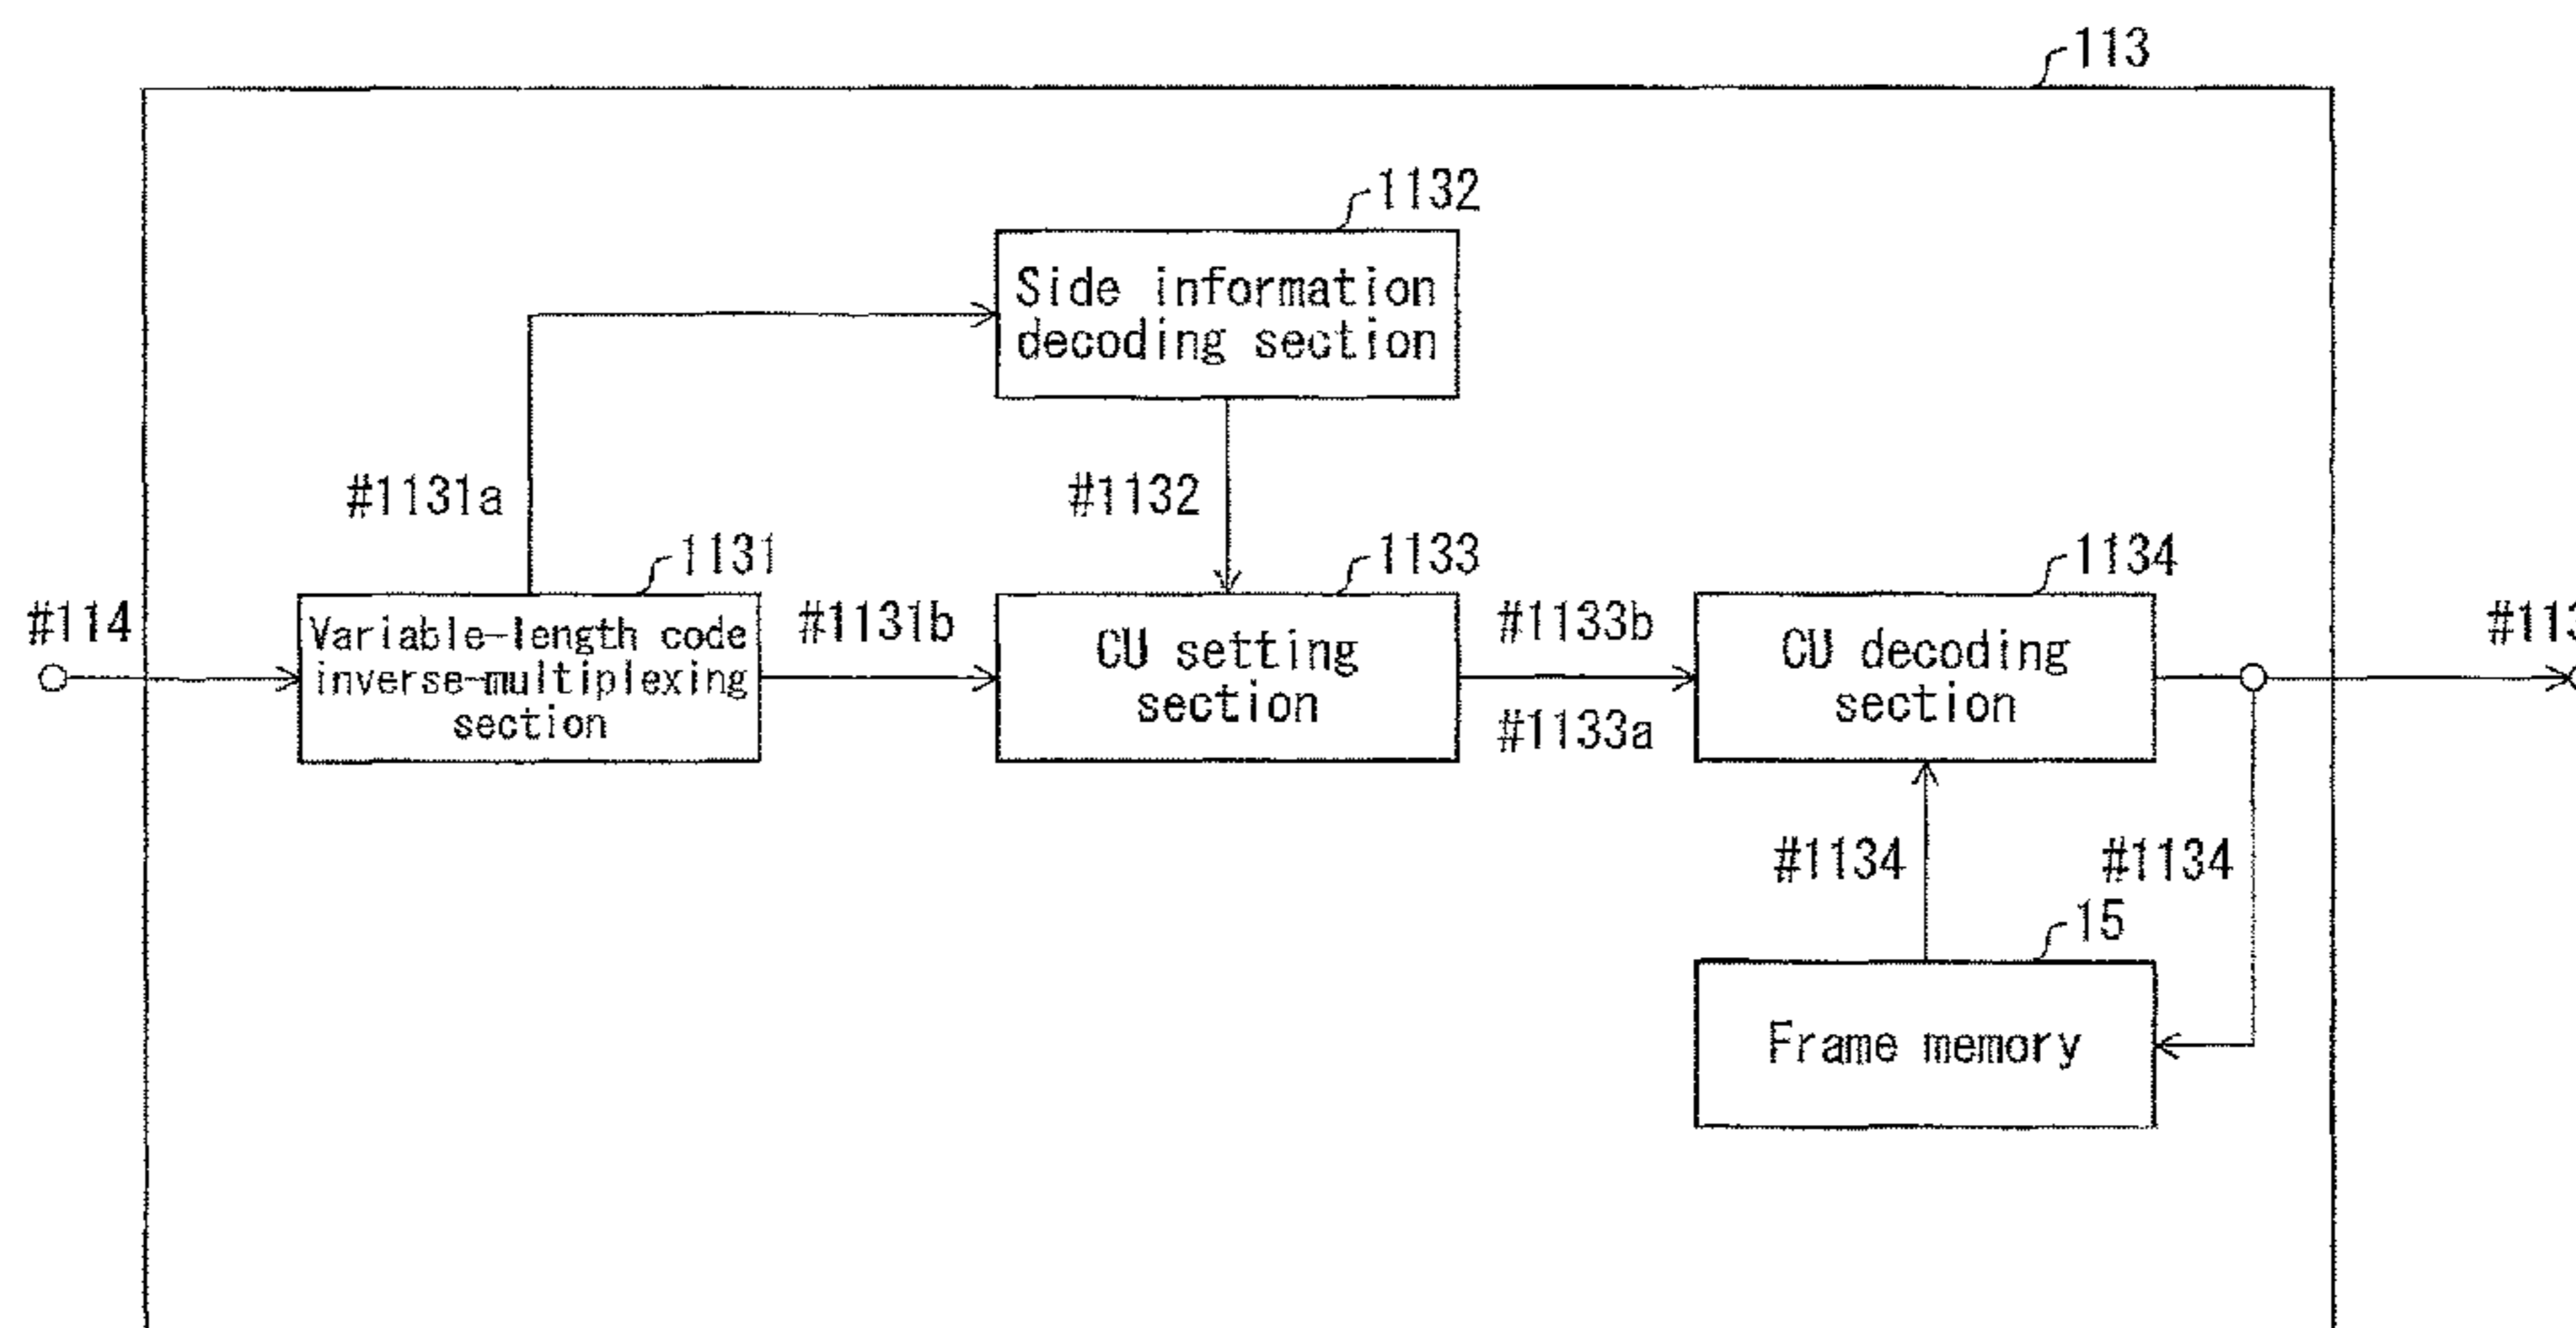 113
1132
Side information
decoding section
#1131a
#1132
1131
1133
1134
#114
Variable-length code
inverse-multiplexing
section
#1131b
CU setting
section
#1133b
#1133a
CU decoding
section
#1134
#1134
15
Frame memory